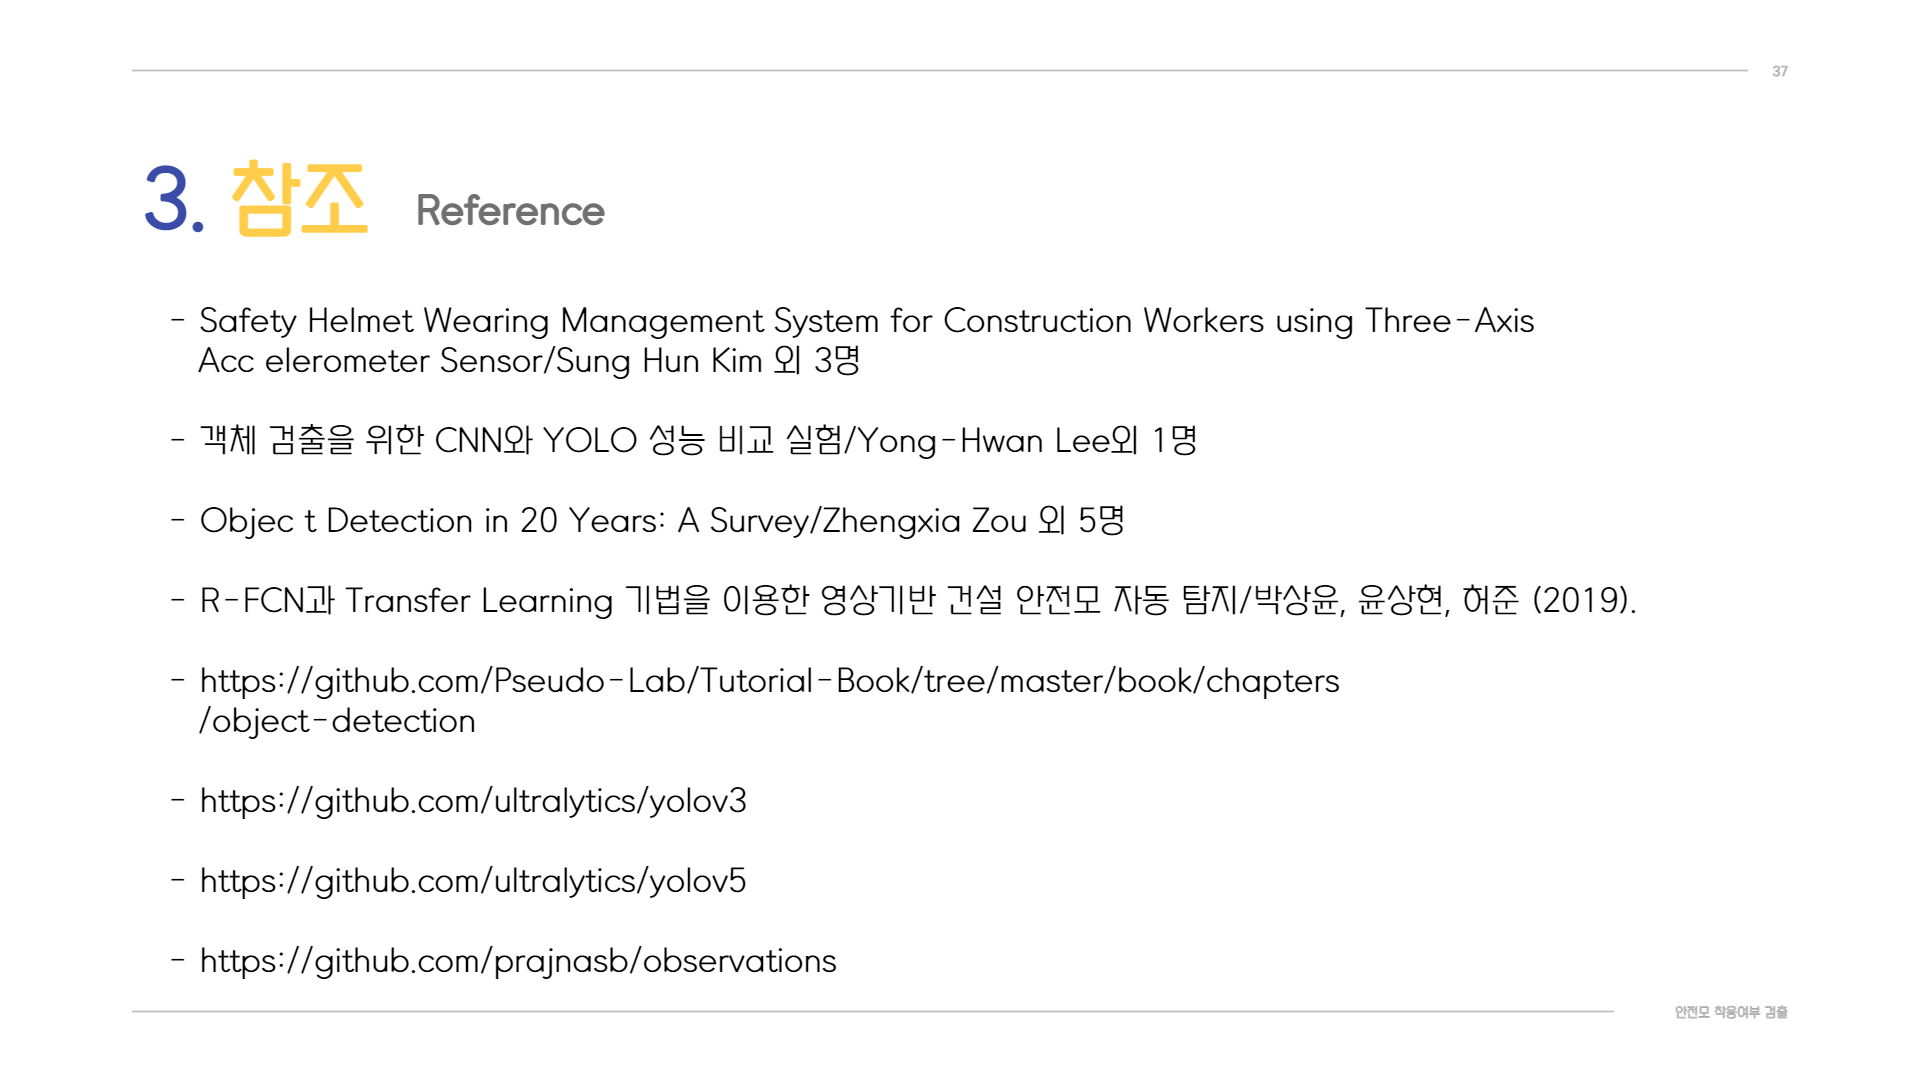 37
3. 참조 Reference
- Safety Helmet Wearing Management System for Construction Workers using Three-Axis
Acc elerometer Sensor/Sung Hun Kim 외 3명
- 객체 검출을 위한 CNN와 YOLO 성능 비교 실험/Yong-Hwan Lee외 1명
- Objec t Detection in 20 Years: A Survey/Zhengxia Zou 외 5명
- R-FCN과 Transfer Learning 기법을 이용한 영상기반 건설 안전모 자동 탐지/박상윤, 윤상현, 허준 (2019).
- https://github.com/Pseudo-Lab/Tutorial-Book/tree/master/book/chapters
/object-detection
- https://github.com/ultralytics/yolov3
- https://github.com/ultralytics/yolov5
- https://github.com/prajnasb/observations
안전모 착용여부 검출